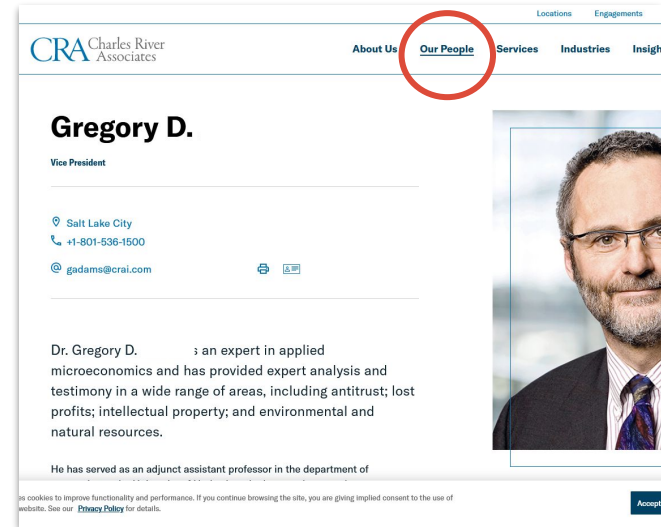 Locations Engagements
CRA Charles River
Associates
About Us Our People Services Industries
Gregory D.
Vice President
Salt Lake City
+1-801-536-1500
@ gadams@crai.com
Dr. Gregory D. an expert in applied
microeconomics and has provided expert analysis and
testimony in a wide range of areas, including antitrust; lost
profits; intellectual property; and environmental and
natural resources.
He has served as an adjunct assistant professor in the department of
cookies to improve functionality and performance. If you continue browsing the site, you are giving implied consent to the use of
website. See our Privacy Policy for details.
Accept